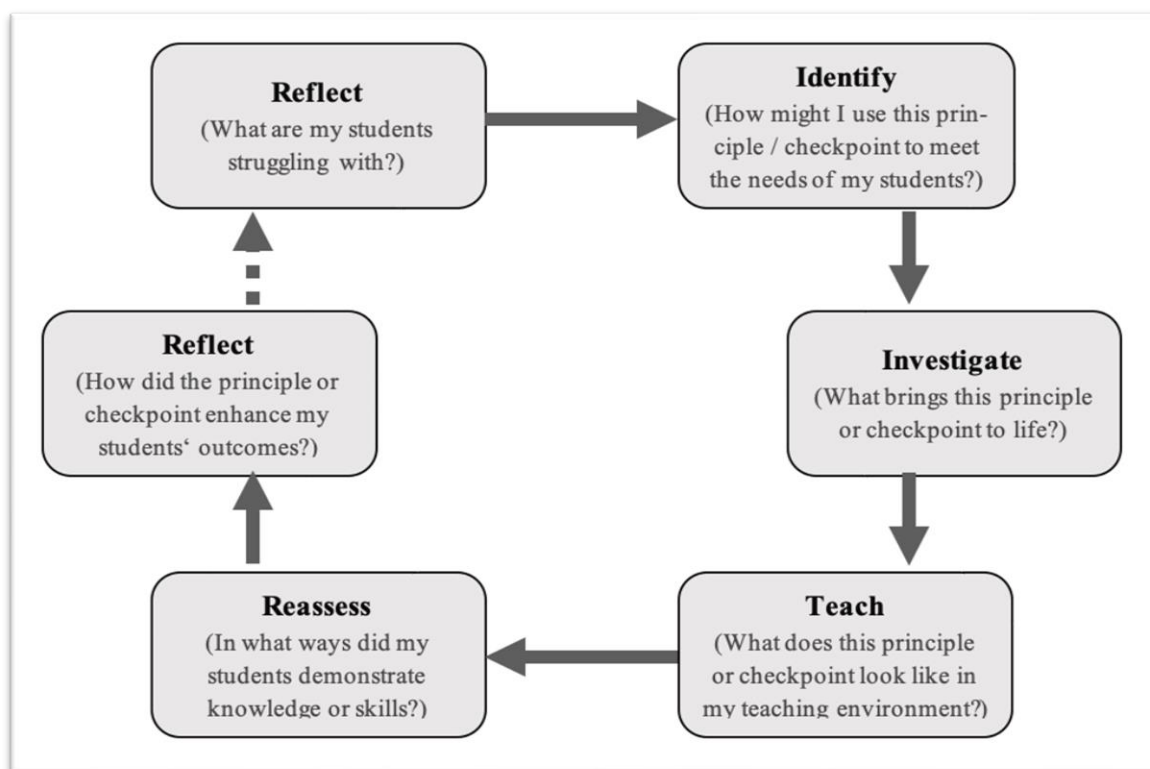 Reflect
(What are my students
struggling with?)
Identify
(How might I use this prin-
ciple / checkpoint to meet
the needs of my students?)
Investigate
(What brings this principle
or checkpoint to life?)
Teach
(What does this principle
or checkpoint look like in
my teaching environment?)
Reassess
(In what ways did my
students demonstrate
knowledge or skills?)
Reflect
(How did the principle or
checkpoint enhance my
students‘ outcomes?)